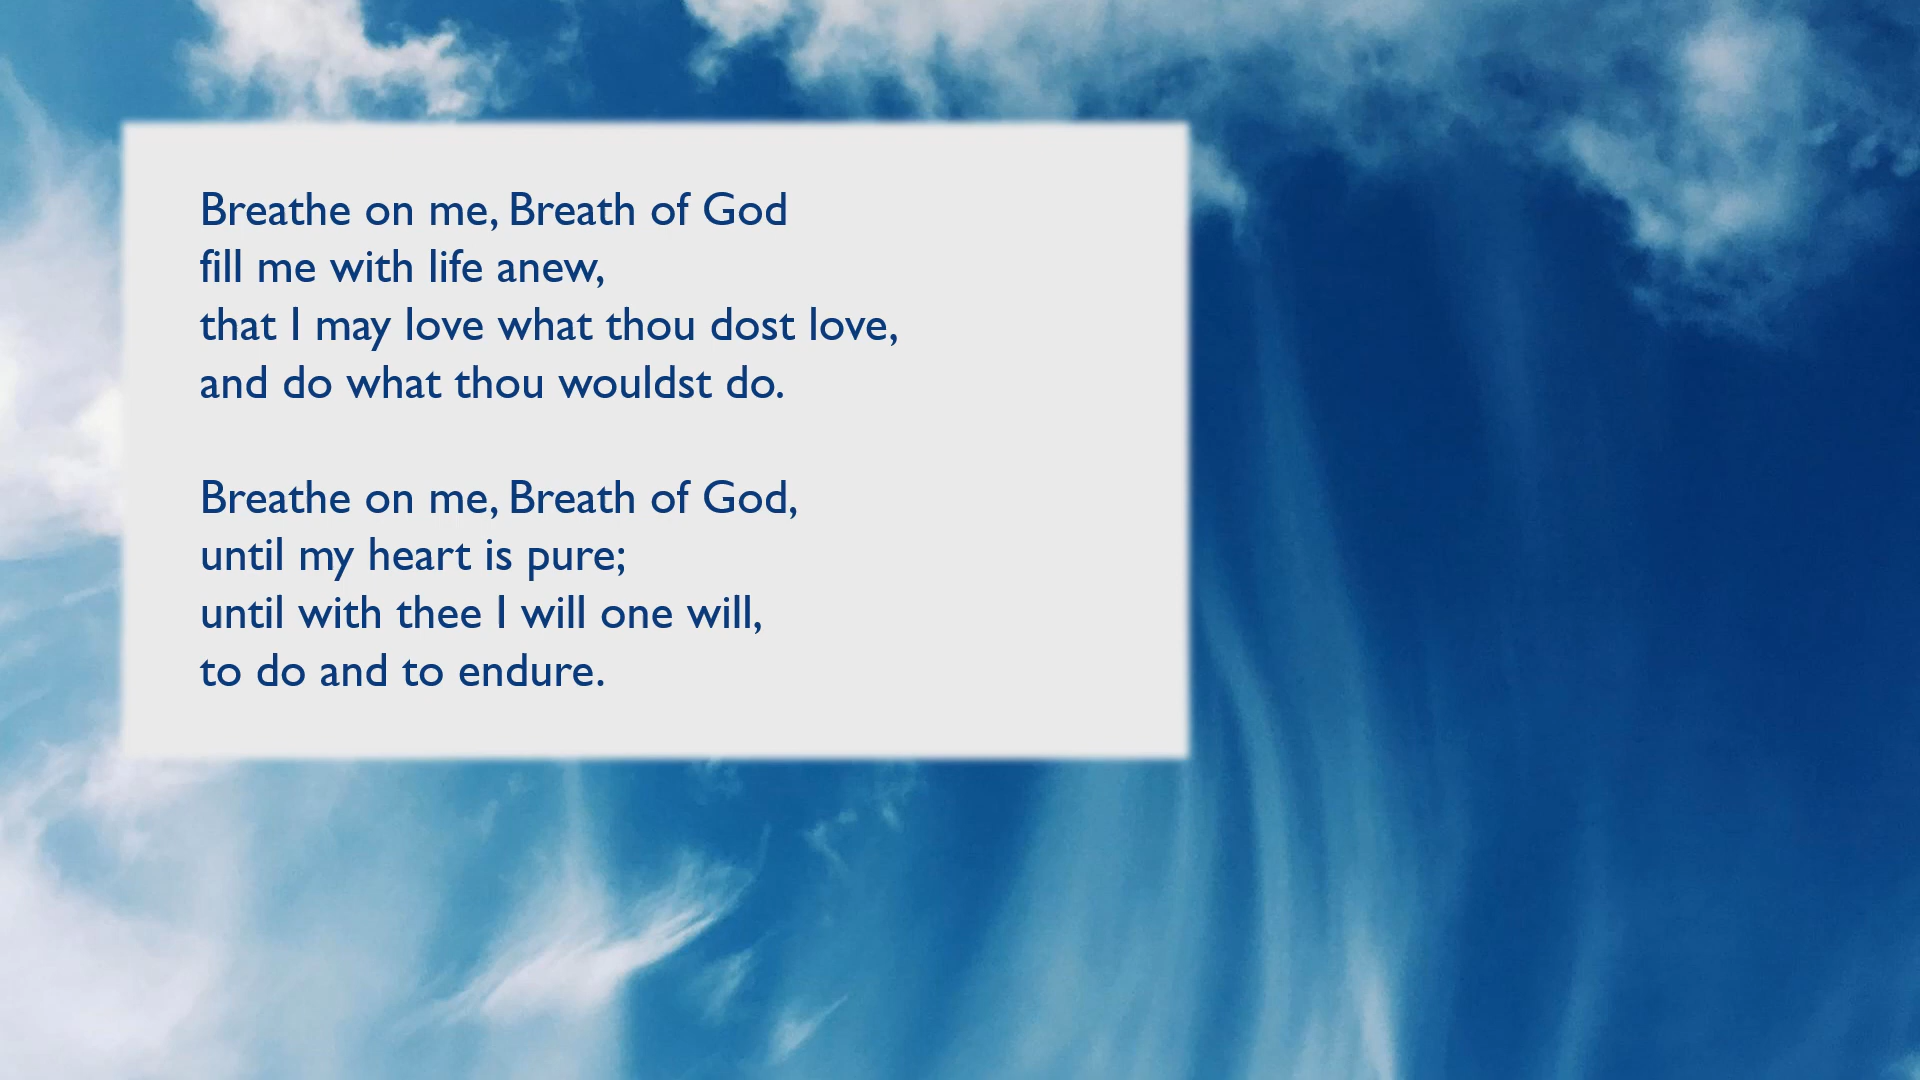 Breathe on me, Breath of God
fill me with life anew,
that I may love what thou dost love,
and do what thou wouldst do.

Breathe on me, Breath of God,
until my heart is pure;
until with thee I will one will,
to do and to endure.